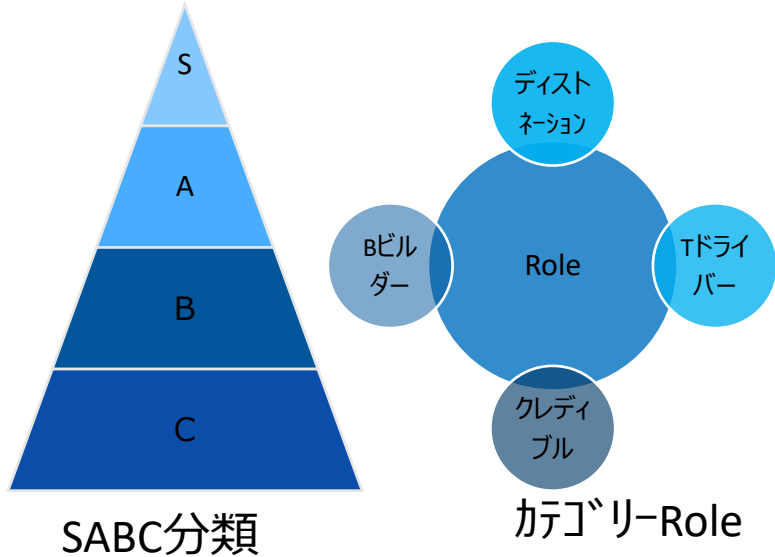 S
A
B
C
SABC分類
ディスト
ネーション
Bビル
ダー
Role
Tドライ
バー
クレディ
ブル
カテゴリーRole